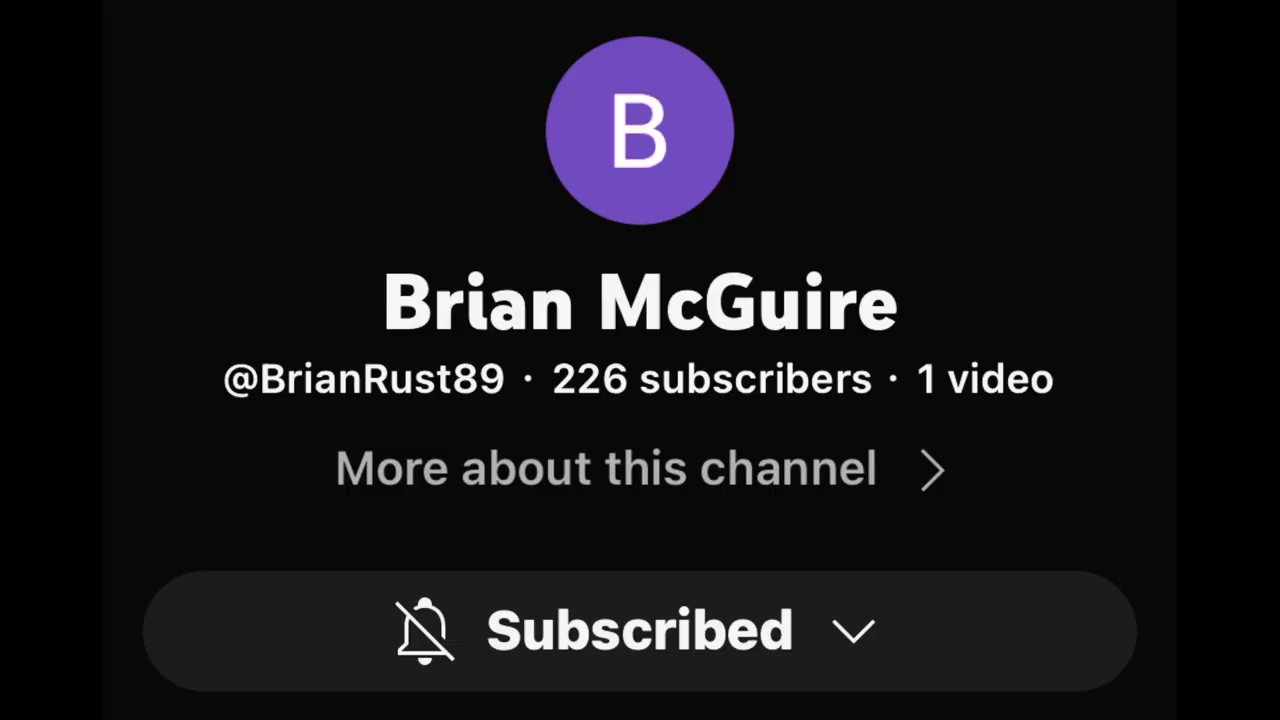 B
Brian McGuire
@BrianRust89 · 226 subscribers · 1 video
More about this channel
Subscribed